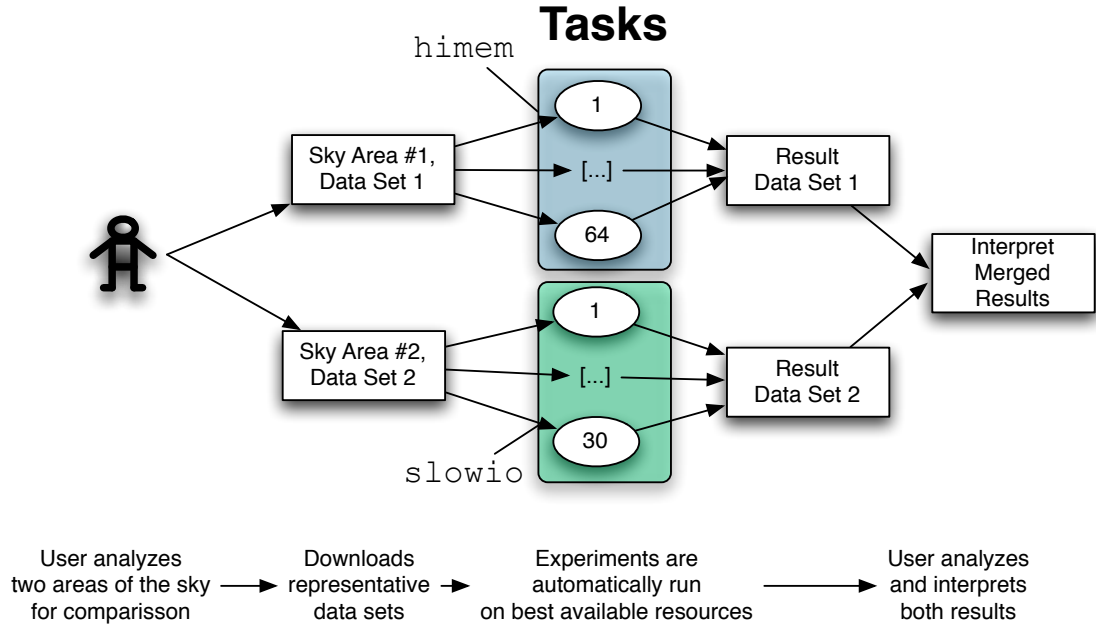 Tasks
himem
1
Sky Area #1,
Data Set 1
[...]
Result
Data Set 1
64
Interpret
Merged
Results
1
Sky Area #2,
Data Set 2
[...]
Result
Data Set 2
30
slowio
User analyzes
two areas of the sky
for comparisson
Downloads
representative
data sets
Experiments are
automatically run
on best available resources
User analyzes
and interprets
both results